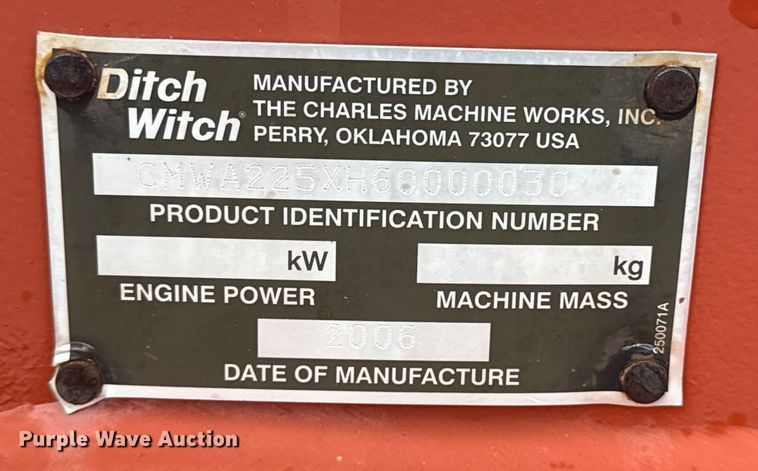 Ditch Witch®
MANUFACTURED BY
THE CHARLES MACHINE WORKS, INC.
PERRY, OKLAHOMA 73077 USA
CMWA225XH60000030
PRODUCT IDENTIFICATION NUMBER
kW
kg
ENGINE POWER
MACHINE MASS
2006
DATE OF MANUFACTURE
250071A
Purple Wave Auction